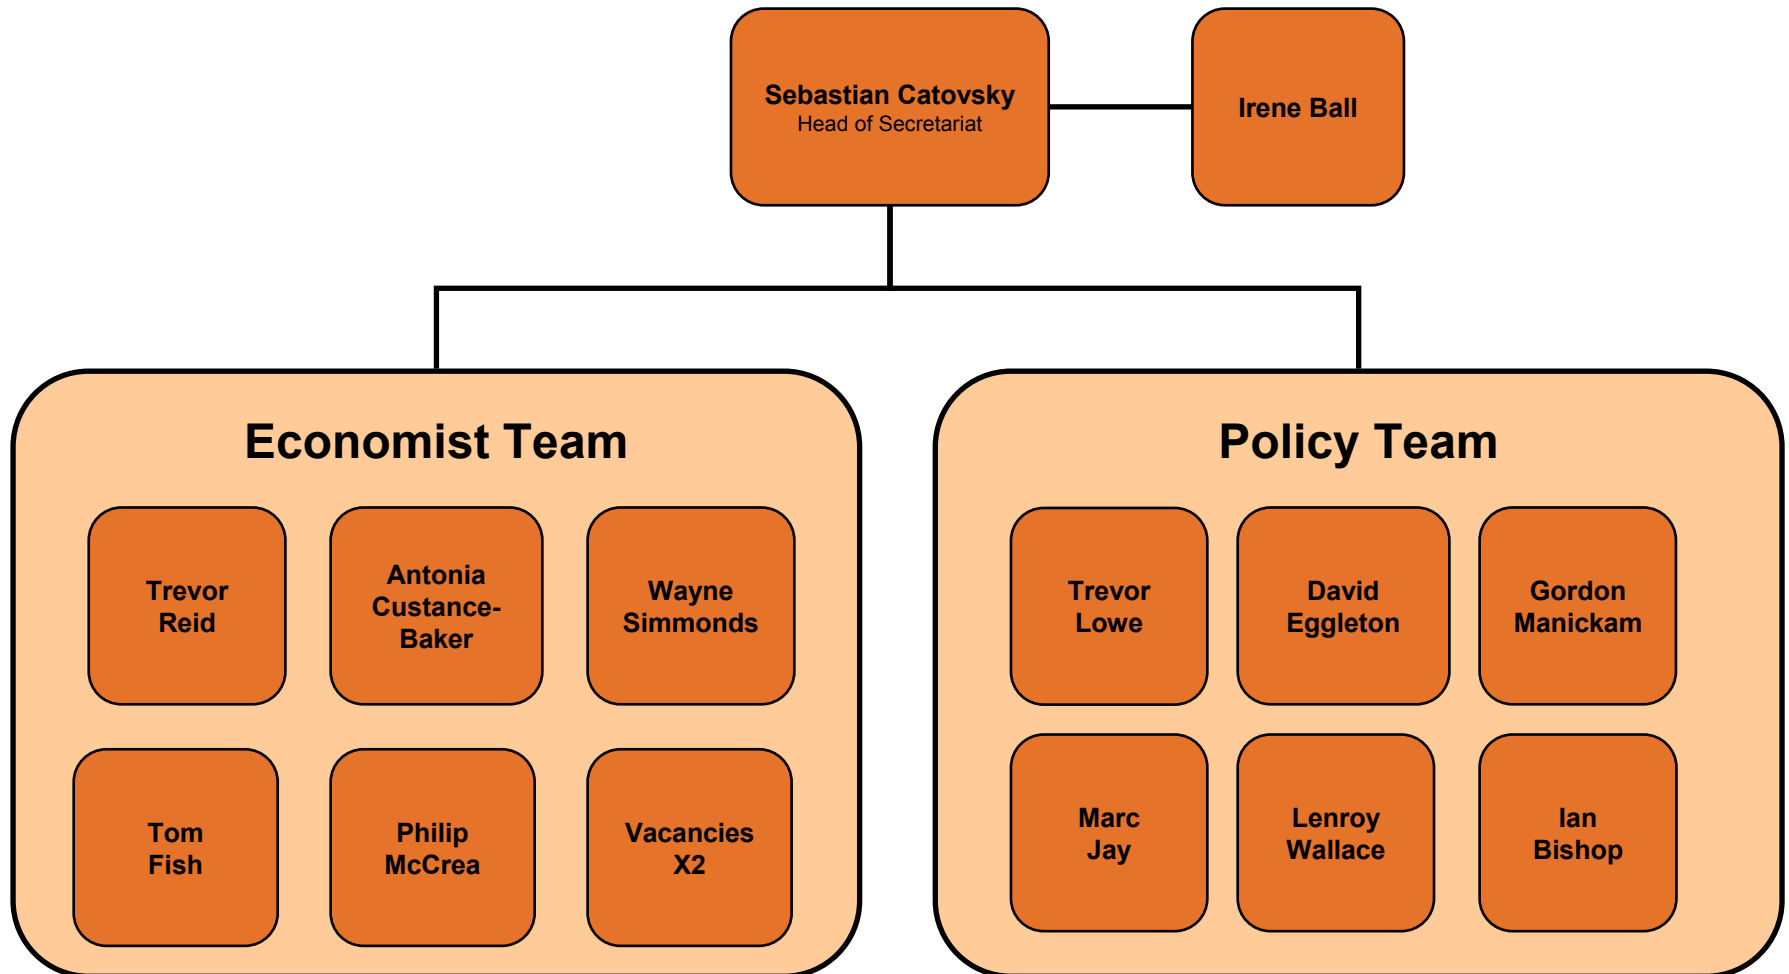 Sebastian Catovsky
Head of Secretariat
Irene Ball
Economist Team
Trevor
Reid
Antonia
Custance-
Baker
Wayne
Simmonds
Tom
Fish
Philip
McCrea
Vacancies
X2
Policy Team
Trevor
Lowe
David
Eggleton
Gordon
Manickam
Marc
Jay
Lenroy
Wallace
Ian
Bishop